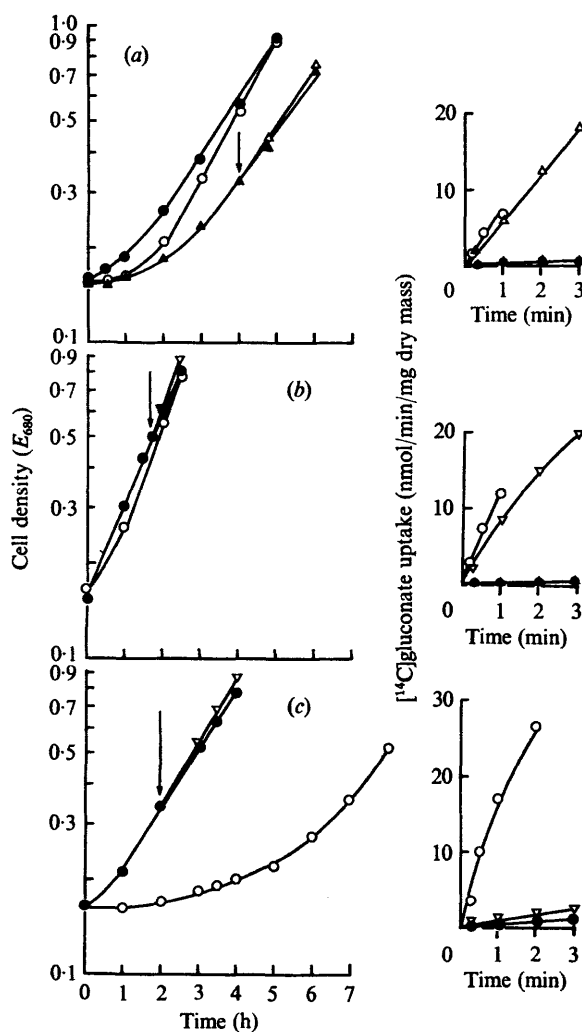 1·0
0·9
0·7
0·5
0·3
0·1
(a)
0·9
0·7
0·5
0·3
0·1
(b)
0·9
0·7
0·5
0·3
0·1
(c)
0 1 2 3 4 5 6 7
Time (h)
Cell density (E680)
[14C]gluconate uptake (nmol/min/mg dry mass)
20
10
0 1 2 3
Time (min)
20
10
0 1 2 3
Time (min)
30
20
10
0 1 2 3
Time (min)